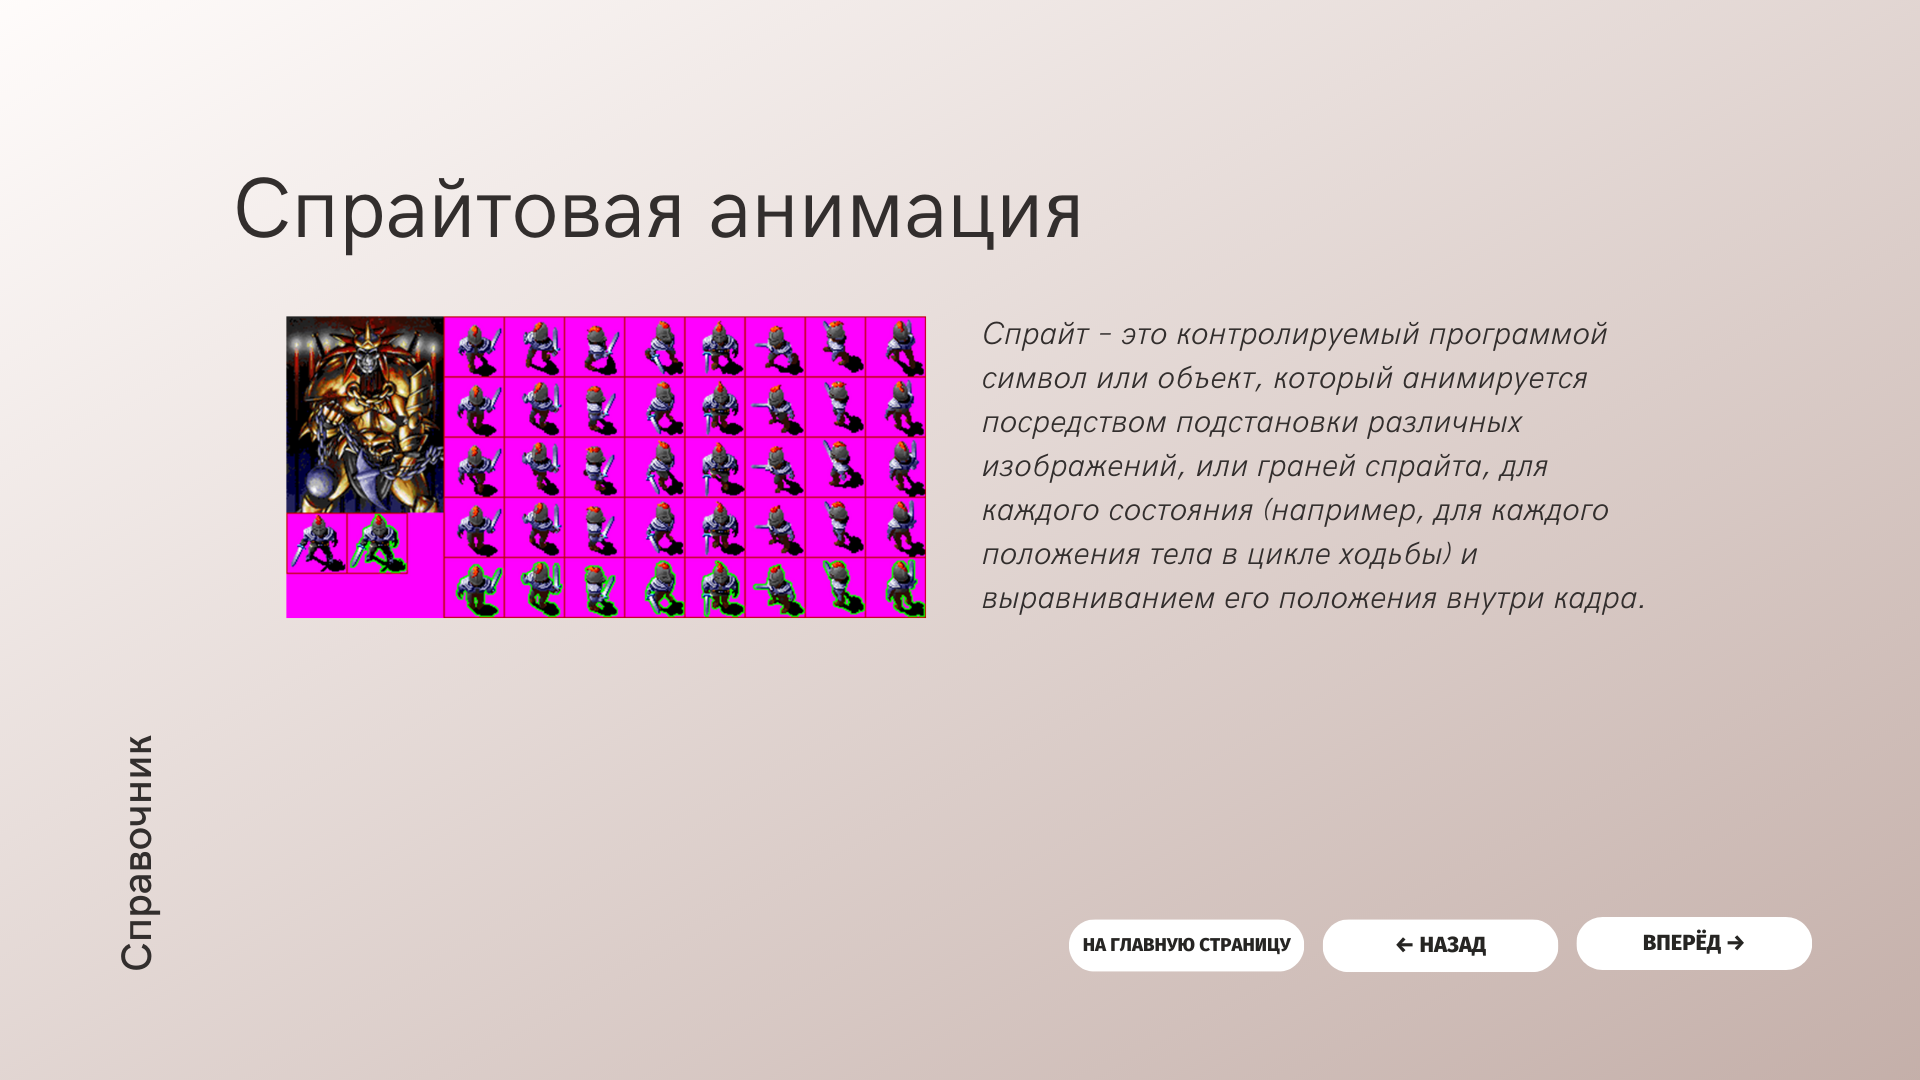 Спрайтовая анимация
Спрайт – это контролируемый программой
символ или объект, который анимируется
посредством подстановки различных
изображений, или граней спрайта, для
каждого состояния (например, для каждого
положения тела в цикле ходьбы) и
выравниванием его положения внутри кадра.
Справочник
НА ГЛАВНУЮ СТРАНИЦУ
← НАЗАД
ВПЕРЁД →